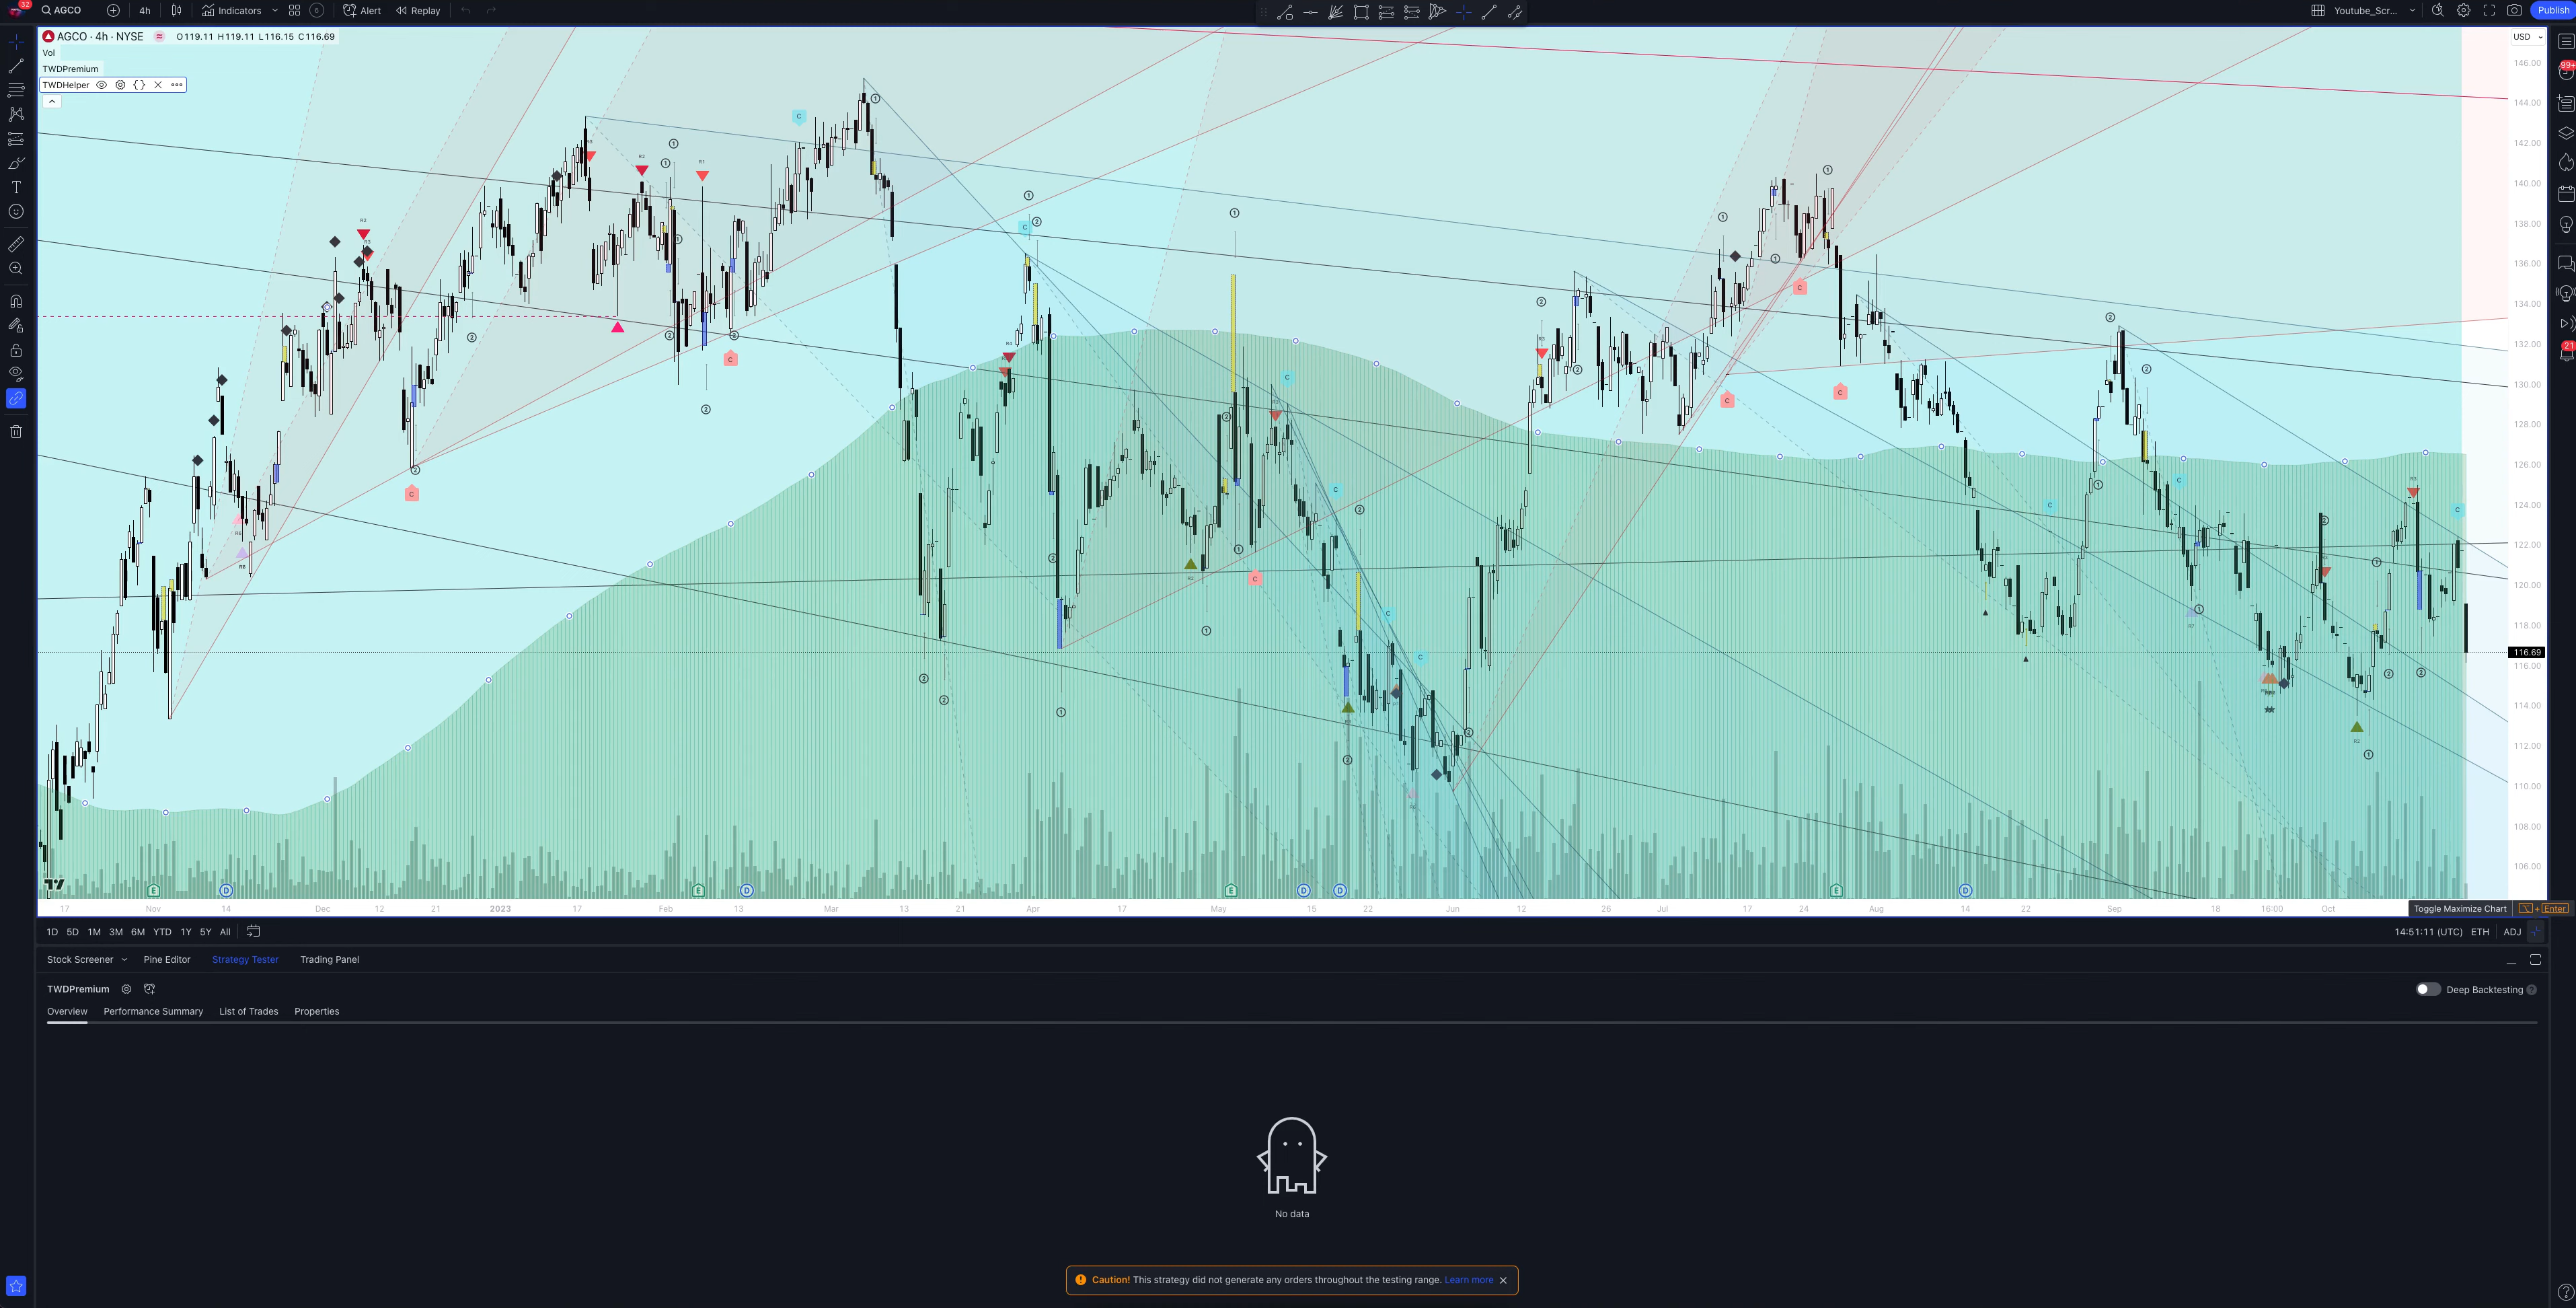 32
AGCO
4h
Indicators
6
Alert
Replay
Youtube_Scr...
Publish
AGCO · 4h · NYSE
O119.11 H119.11 L116.15 C116.69
USD
Vol
TWDPremium
TWDHelper
99+
21
146.00
144.00
142.00
140.00
138.00
136.00
134.00
132.00
130.00
128.00
126.00
124.00
122.00
120.00
118.00
116.69
116.00
114.00
112.00
110.00
108.00
106.00
17 Nov 14 Dec 12 21 2023 17 Feb 13 Mar 13 21 Apr 17 May 15 22 Jun 12 26 Jul 17 24 Aug 14 22 Sep 18 16:00 Oct
Toggle Maximize Chart
+ Enter
1D 5D 1M 3M 6M YTD 1Y 5Y All
14:51:11 (UTC) ETH ADJ
Stock Screener Pine Editor Strategy Tester Trading Panel
TWDPremium
Deep Backtesting
Overview Performance Summary List of Trades Properties
No data
Caution! This strategy did not generate any orders throughout the testing range. Learn more